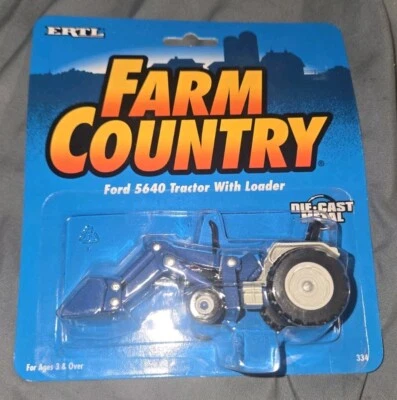 ERTL
FARM
COUNTRY®
Ford 5640 Tractor With Loader
DIE-CAST
METAL
For Ages 3 & Over
334